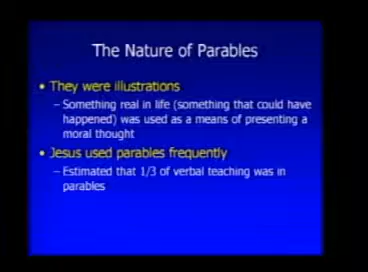 The Nature of Parables
• They were illustrations
– Something real in life (something that could have
happened) was used as a means of presenting a
moral thought
• Jesus used parables frequently
– Estimated that 1/3 of verbal teaching was in
parables